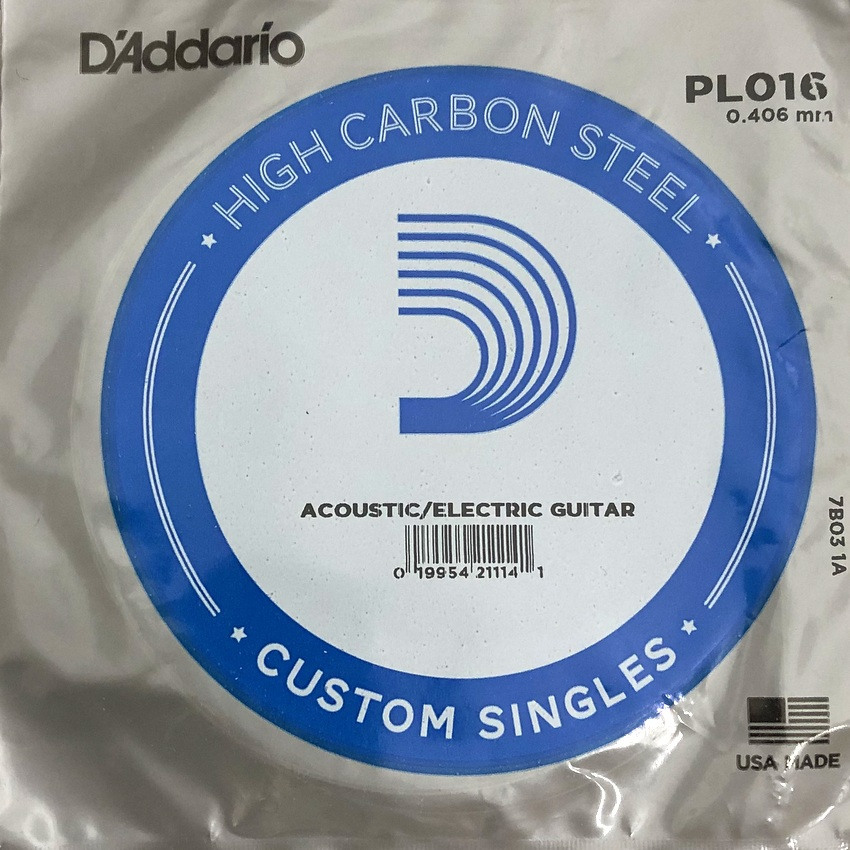 D'Addario
PL016
0.406 mm
HIGH CARBON STEEL
ACOUSTIC/ELECTRIC GUITAR
0 19954 21114 1
7B03 1A
CUSTOM SINGLES
USA MADE